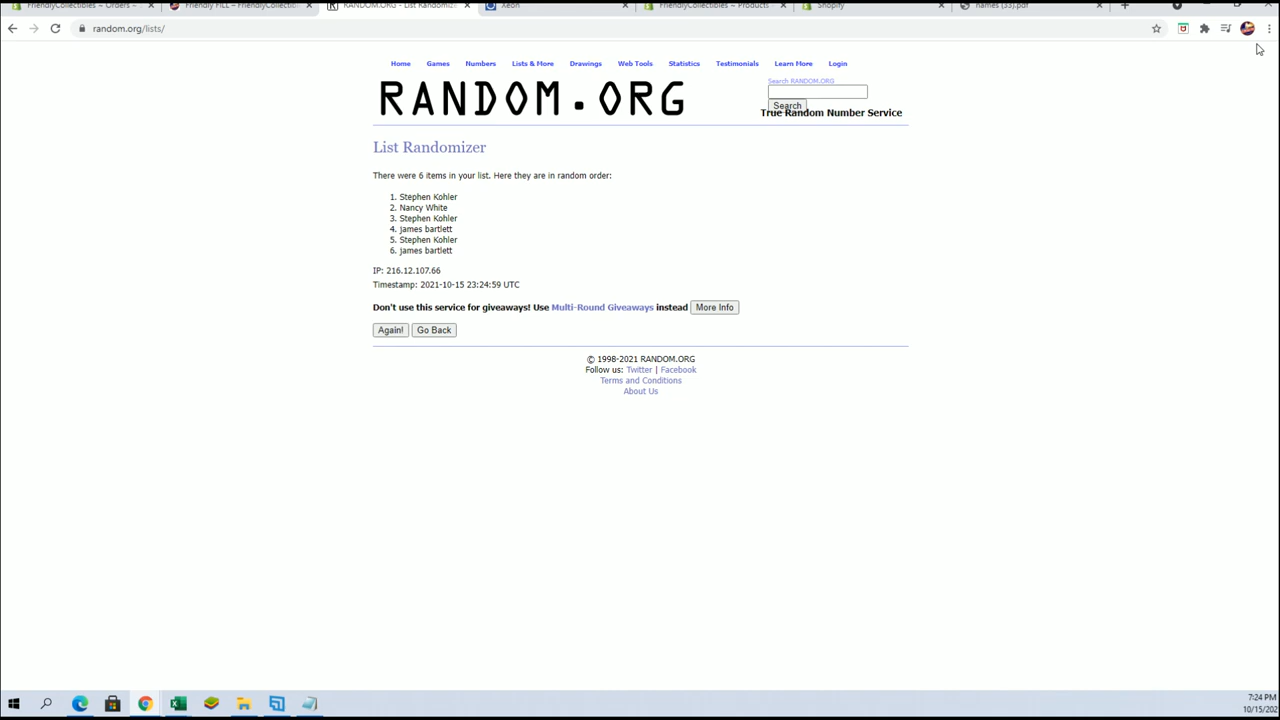 FriendlyCollectibles ~ Orders ~
Friendly FILL – FriendlyCollectibl
RANDOM.ORG - List Randomizer
Xeon
FriendlyCollectibles ~ Products
Shopify
names (33).pdf
random.org/lists/
Home Games Numbers Lists & More Drawings Web Tools Statistics Testimonials Learn More Login
RANDOM.ORG
Search RANDOM.ORG
Search
True Random Number Service
List Randomizer
There were 6 items in your list. Here they are in random order:
1. Stephen Kohler
2. Nancy White
3. Stephen Kohler
4. james bartlett
5. Stephen Kohler
6. james bartlett
IP: 216.12.107.66
Timestamp: 2021-10-15 23:24:59 UTC
Don't use this service for giveaways! Use Multi-Round Giveaways instead More Info
Again! Go Back
© 1998-2021 RANDOM.ORG
Follow us: Twitter | Facebook
Terms and Conditions
About Us
7:24 PM
10/15/202